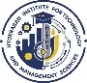 HYDERABAD INSTITUTE FOR TECHNOLOGY
AND MANAGEMENT SCIENCES